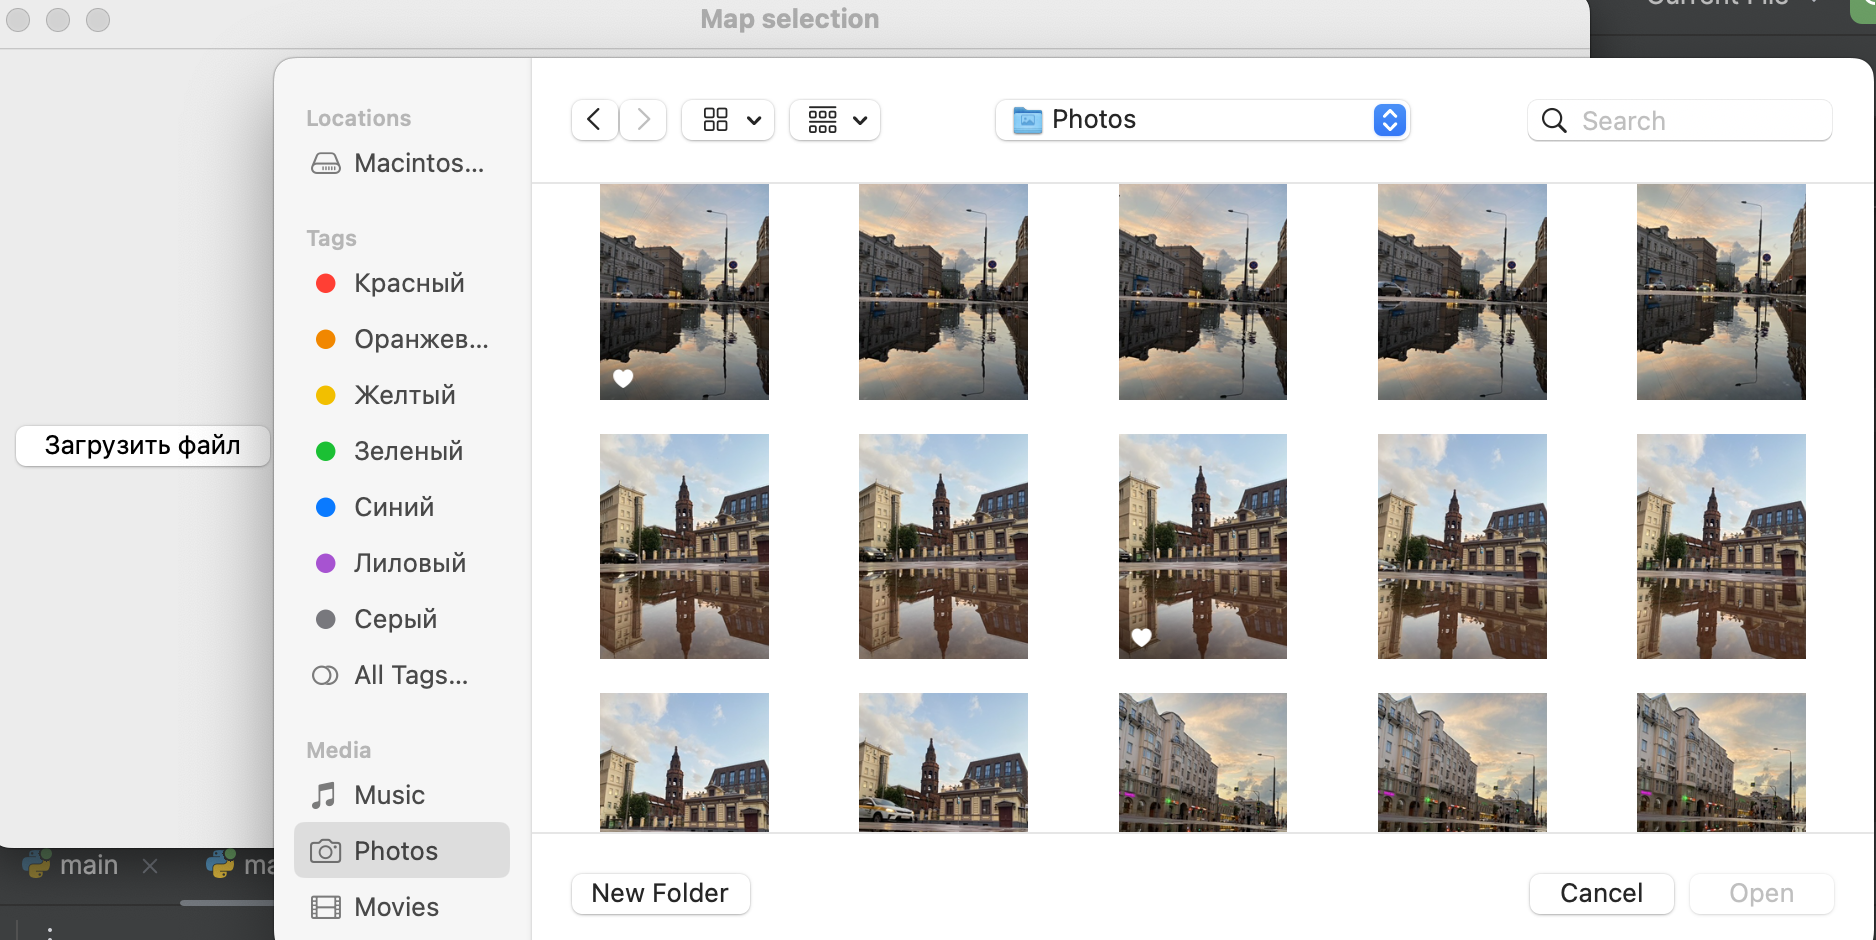 Map selection
Current File
Locations
Macintos...
Tags
Красный
Оранжев...
Желтый
Зеленый
Синий
Лиловый
Серый
All Tags...
Media
Music
Photos
Movies
Photos
Search
Загрузить файл
New Folder
Cancel
Open
main
ma